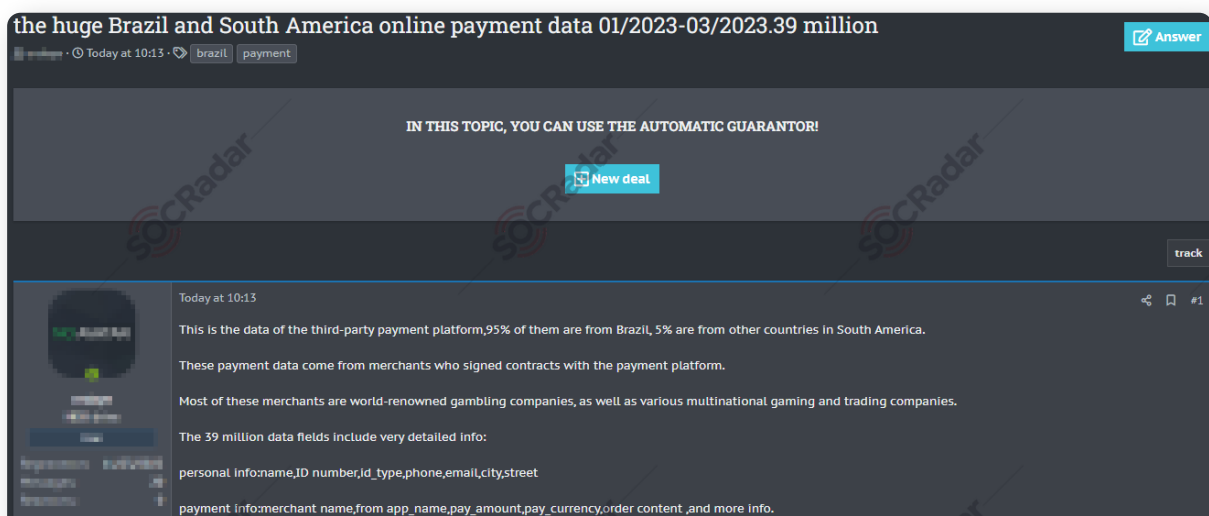 the huge Brazil and South America online payment data 01/2023-03/2023.39 million
Answer
· Today at 10:13 · brazil payment
IN THIS TOPIC, YOU CAN USE THE AUTOMATIC GUARANTOR!
New deal
SOCRadar SOCRadar SOCRadar
track
Today at 10:13
#1
This is the data of the third-party payment platform,95% of them are from Brazil, 5% are from other countries in South America.
These payment data come from merchants who signed contracts with the payment platform.
Most of these merchants are world-renowned gambling companies, as well as various multinational gaming and trading companies.
The 39 million data fields include very detailed info:
personal info:name,ID number,id_type,phone,email,city,street
payment info:merchant name,from app_name,pay_amount,pay_currency,order content ,and more info.